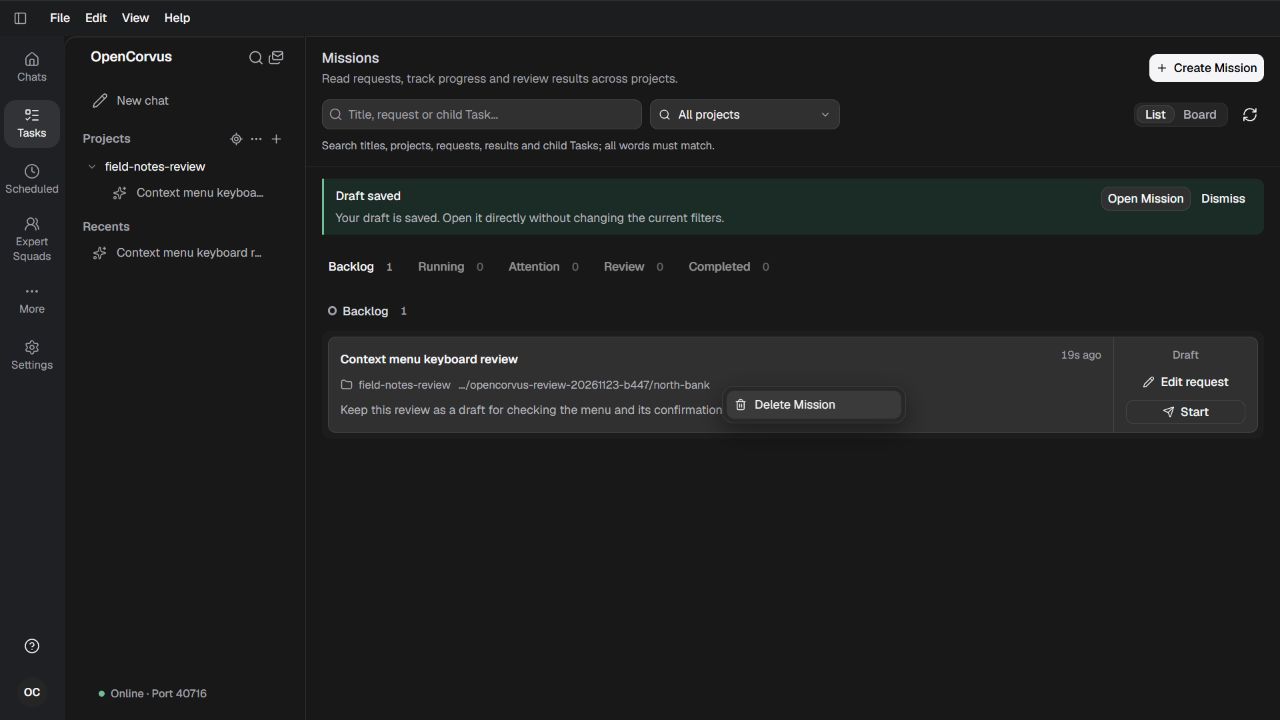 File Edit View Help
Chats
Tasks
Scheduled
Expert
Squads
More
Settings
OC
OpenCorvus
New chat
Projects
field-notes-review
Context menu keyboa...
Recents
Context menu keyboard r...
Online · Port 40716
Missions
Read requests, track progress and review results across projects.
Create Mission
Title, request or child Task...
All projects
List Board
Search titles, projects, requests, results and child Tasks; all words must match.
Draft saved
Your draft is saved. Open it directly without changing the current filters.
Open Mission Dismiss
Backlog 1 Running 0 Attention 0 Review 0 Completed 0
Backlog 1
Context menu keyboard review
19s ago
field-notes-review .../opencorvus-review-20261123-b447/north-bank
Keep this review as a draft for checking the menu and its confirmation
Delete Mission
Draft
Edit request
Start